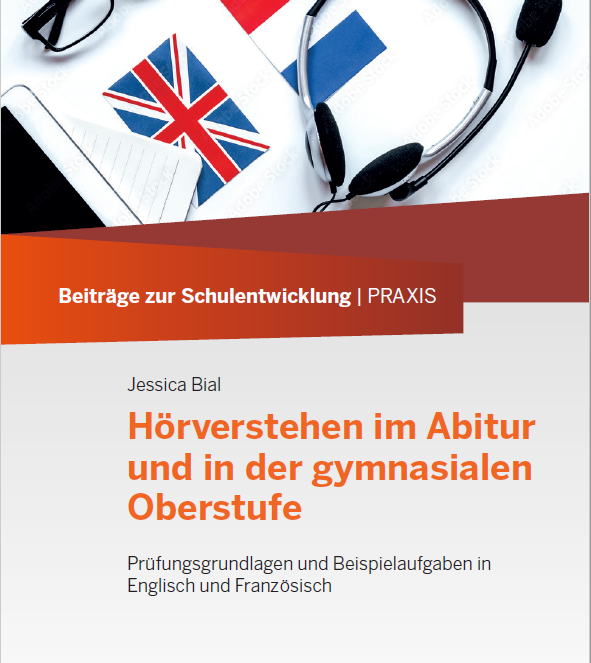 Beiträge zur Schulentwicklung | PRAXIS
Jessica Bial
Hörverstehen im Abitur
und in der gymnasialen
Oberstufe
Prüfungsgrundlagen und Beispielaufgaben in
Englisch und Französisch